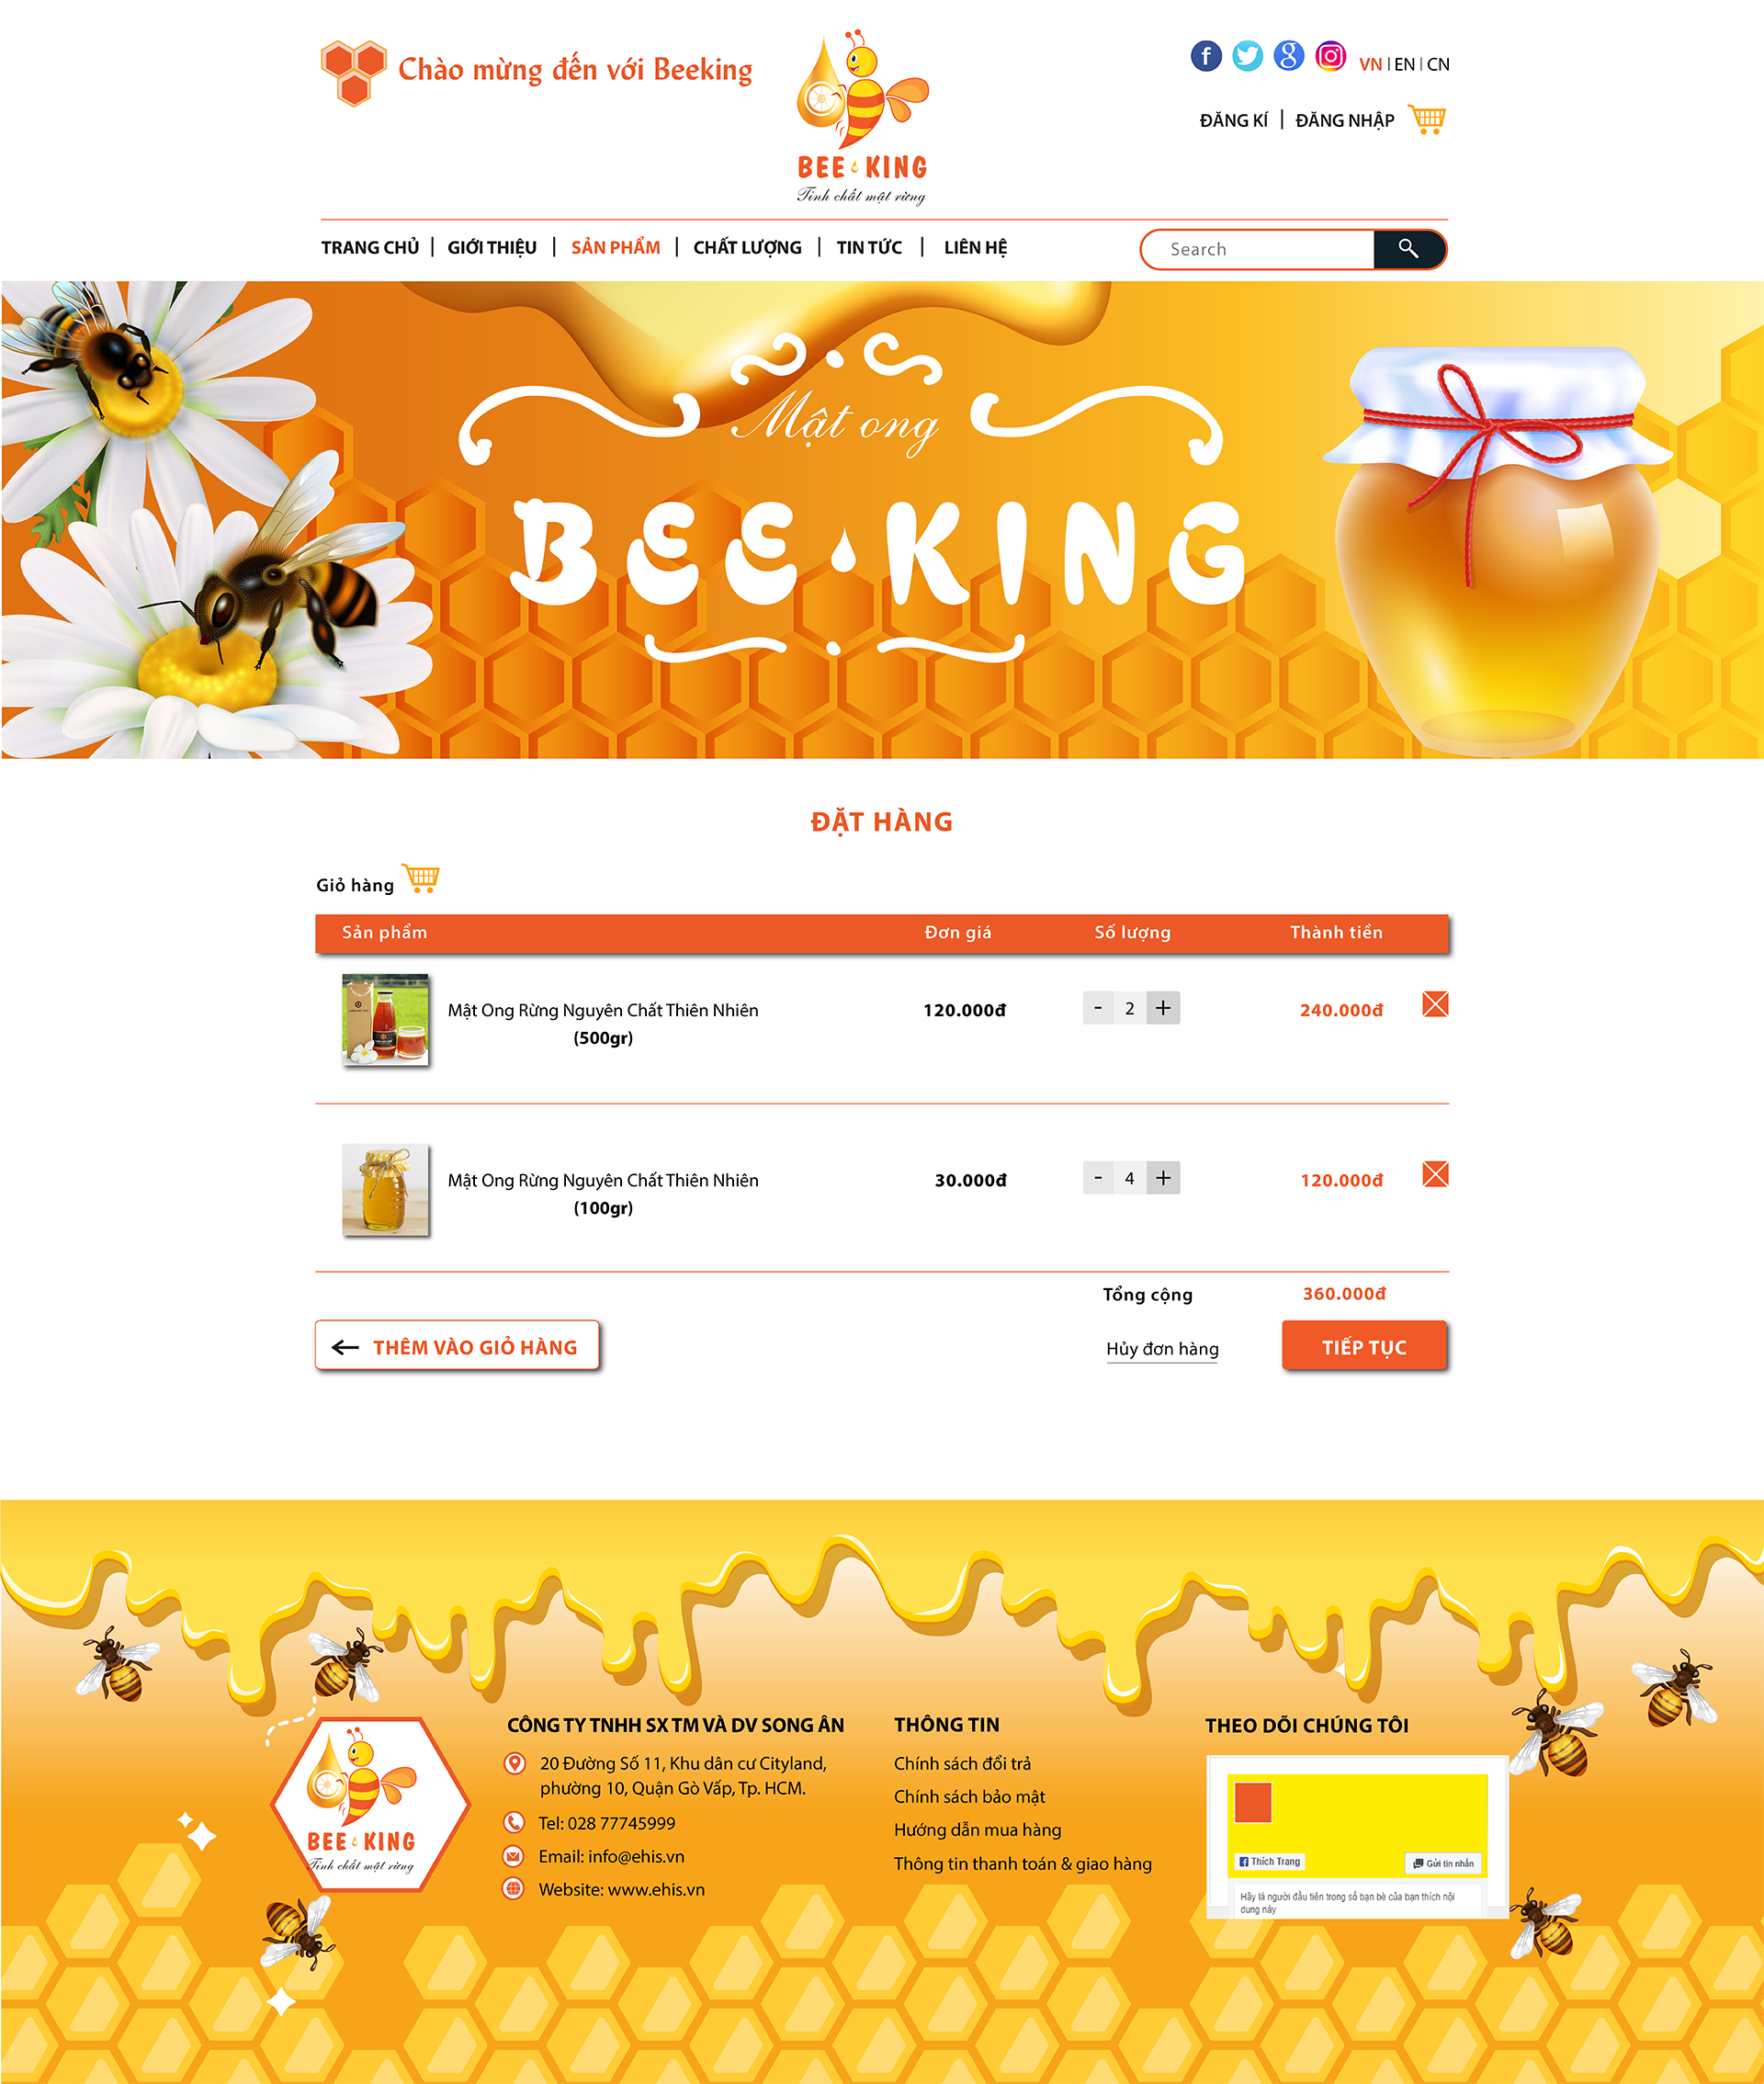 Chào mừng đến với Beeking
BEE KING
Tinh chất mật rừng
VN | EN | CN
ĐĂNG KÍ | ĐĂNG NHẬP
TRANG CHỦ | GIỚI THIỆU | SẢN PHẨM | CHẤT LƯỢNG | TIN TỨC | LIÊN HỆ
Search
Mật ong
BEE KING
ĐẶT HÀNG
Giỏ hàng
Sản phẩm Đơn giá Số lượng Thành tiền
Mật Ong Rừng Nguyên Chất Thiên Nhiên 120.000đ - 2 + 240.000đ
(500gr)
Mật Ong Rừng Nguyên Chất Thiên Nhiên 30.000đ - 4 + 120.000đ
(100gr)
Tổng cộng 360.000đ
THÊM VÀO GIỎ HÀNG
Hủy đơn hàng
TIẾP TỤC
BEE KING
Tinh chất mật rừng
CÔNG TY TNHH SX TM VÀ DV SONG ÂN
20 Đường Số 11, Khu dân cư Cityland,
phường 10, Quận Gò Vấp, Tp. HCM.
Tel: 028 77745999
Email: info@ehis.vn
Website: www.ehis.vn
THÔNG TIN
Chính sách đổi trả
Chính sách bảo mật
Hướng dẫn mua hàng
Thông tin thanh toán & giao hàng
THEO DÕI CHÚNG TÔI
Thích Trang
Gửi tin nhắn
Hãy là người đầu tiên trong số bạn bè của bạn thích nội
dung này